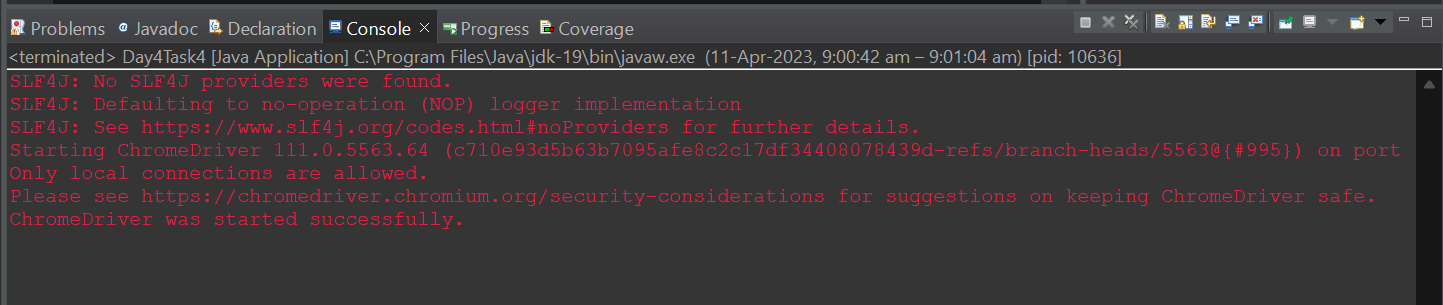 Problems Javadoc Declaration Console Progress Coverage
<terminated> Day4Task4 [Java Application] C:\Program Files\Java\jdk-19\bin\javaw.exe (11-Apr-2023, 9:00:42 am – 9:01:04 am) [pid: 10636]
SLF4J: No SLF4J providers were found.
SLF4J: Defaulting to no-operation (NOP) logger implementation
SLF4J: See https://www.slf4j.org/codes.html#noProviders for further details.
Starting ChromeDriver 111.0.5563.64 (c710e93d5b63b7095afe8c2c17df34408078439d-refs/branch-heads/5563@{#995}) on port
Only local connections are allowed.
Please see https://chromedriver.chromium.org/security-considerations for suggestions on keeping ChromeDriver safe.
ChromeDriver was started successfully.